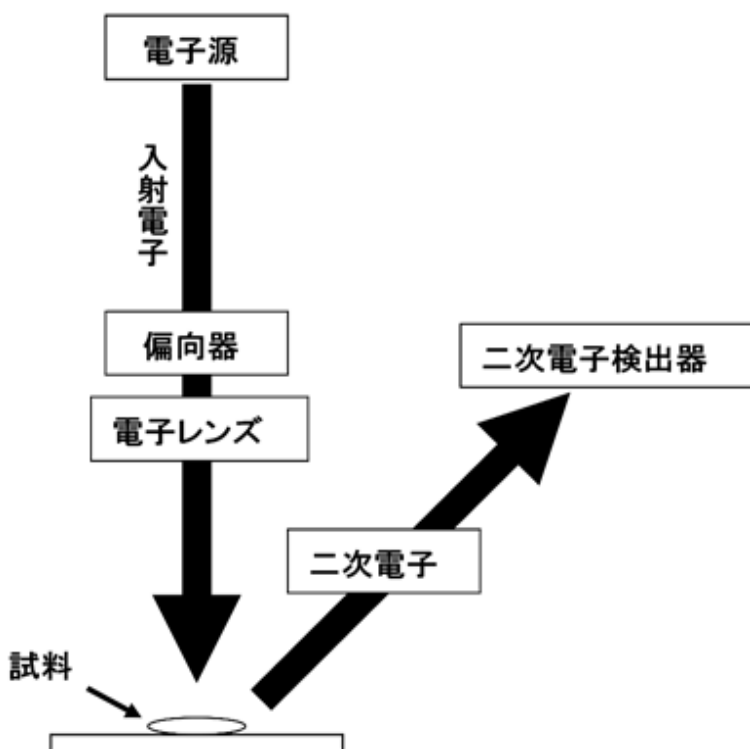 電子源
入射電子
偏向器
二次電子検出器
電子レンズ
二次電子
試料